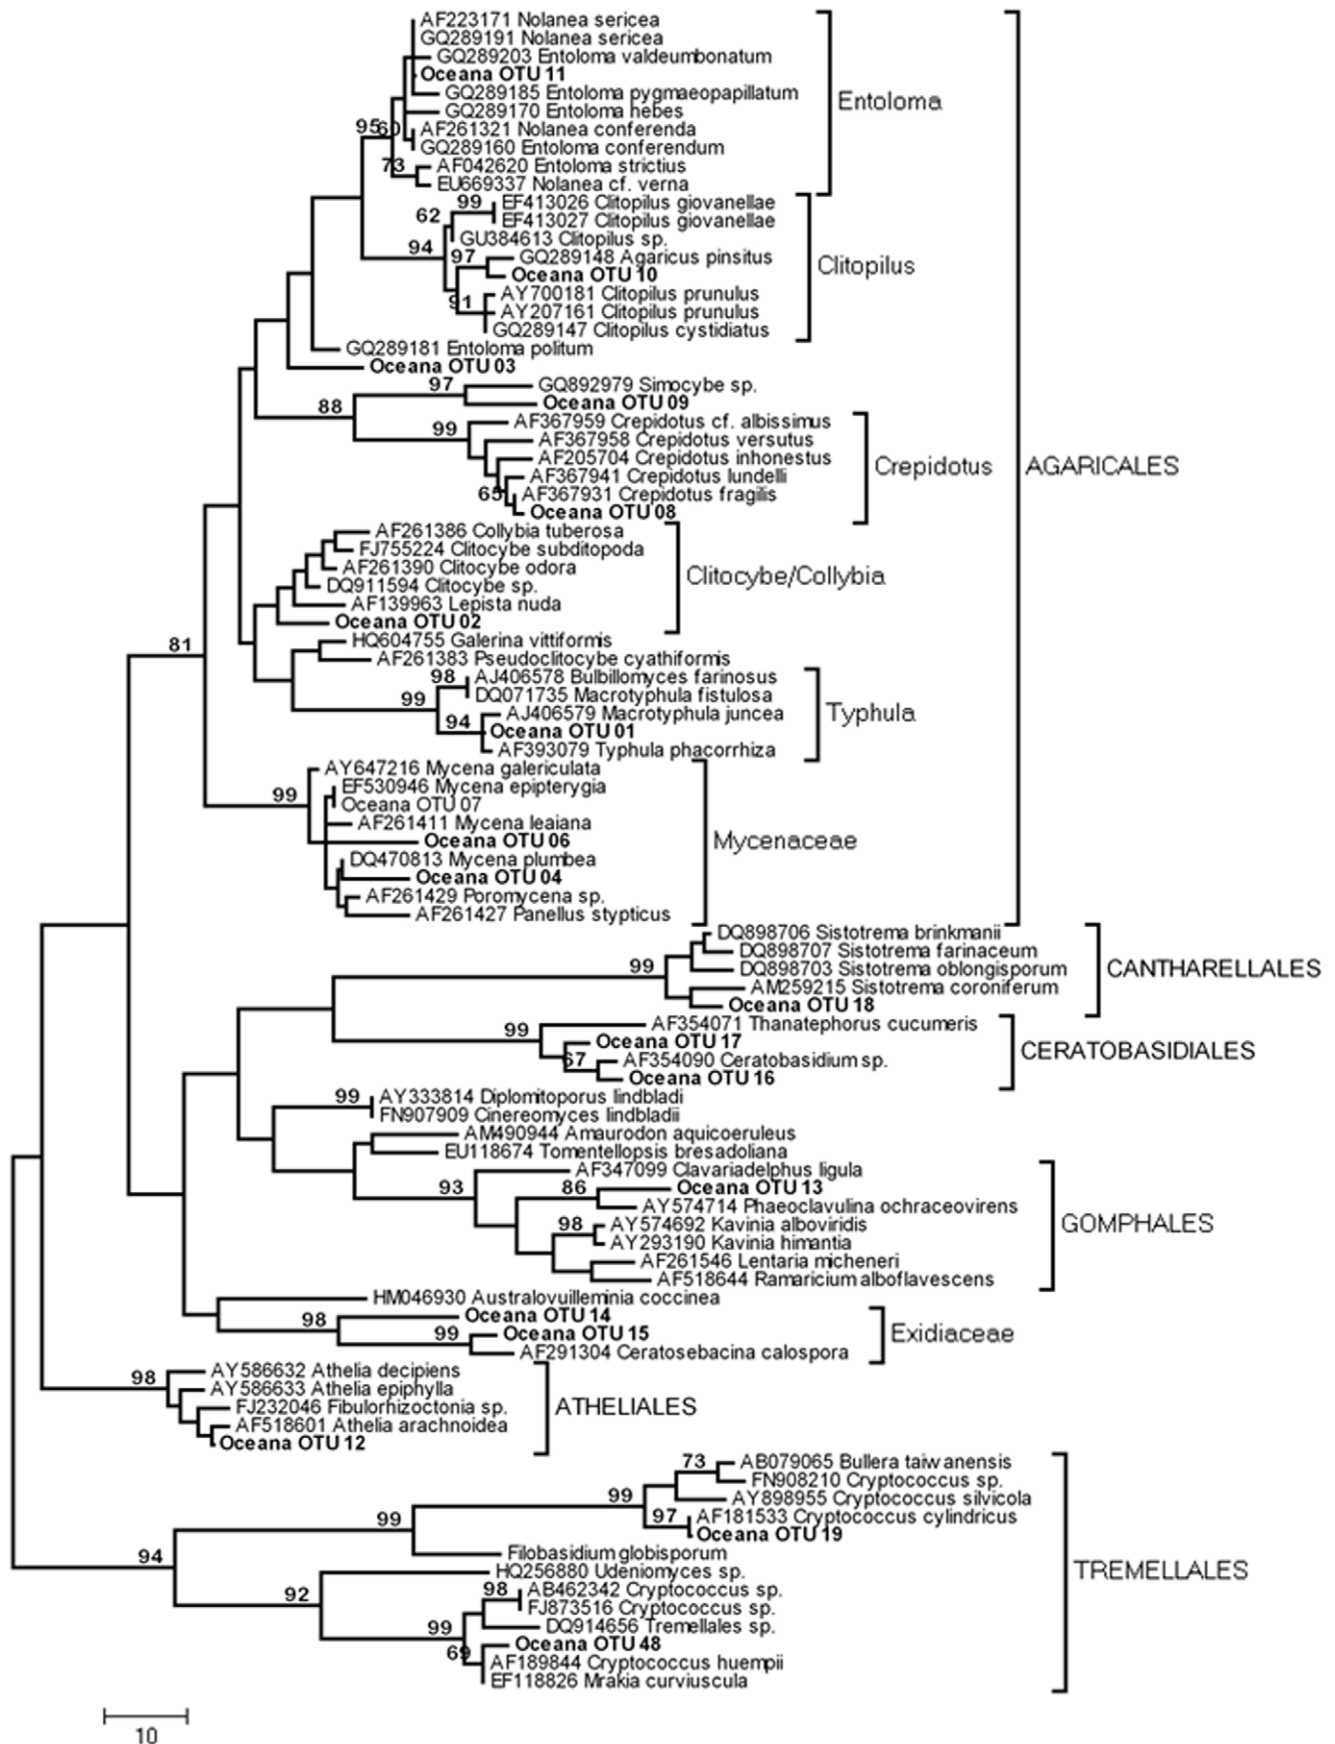 AF223171 Nolanea sericea
GQ289191 Nolanea sericea
GQ289203 Entoloma valdeumbonatum
Oceana OTU 11
GQ289185 Entoloma pygmaeopapillatum
Entoloma
GQ289170 Entoloma hebes
95
60
AF261321 Nolanea conferenda
GQ289160 Entoloma conferendum
73
AF042620 Entoloma strictius
EU669337 Nolanea cf. verna
99
EF413026 Clitopilus giovanellae
62
EF413027 Clitopilus giovanellae
GU384613 Clitopilus sp.
94
97
GQ289148 Agaricus pinsitus
Clitopilus
Oceana OTU 10
AY700181 Clitopilus prunulus
91
AY207161 Clitopilus prunulus
GQ289147 Clitopilus cystidiatus
GQ289181 Entoloma politum
Oceana OTU 03
97
GQ892979 Simocybe sp.
88
Oceana OTU 09
99
AF367959 Crepidotus cf. albissimus
AF367958 Crepidotus versutus
AF205704 Crepidotus inhonestus
Crepidotus
AGARICALES
AF367941 Crepidotus lundelli
65
AF367931 Crepidotus fragilis
Oceana OTU 08
AF261386 Collybia tuberosa
FJ755224 Clitocybe subditopoda
AF261390 Clitocybe odora
Clitocybe/Collybia
DQ911594 Clitocybe sp.
AF139963 Lepista nuda
Oceana OTU 02
81
HQ604755 Galerina vittiformis
AF261383 Pseudoclitocybe cyathiformis
98
AJ406578 Bulbillomyces farinosus
99
DQ071735 Macrotyphula fistulosa
94
AJ406579 Macrotyphula juncea
Typhula
Oceana OTU 01
AF393079 Typhula phacorrhiza
AY647216 Mycena galericulata
99
EF530946 Mycena epipterygia
Oceana OTU 07
AF261411 Mycena leaiana
Oceana OTU 06
Mycenaceae
DQ470813 Mycena plumbea
Oceana OTU 04
AF261429 Poromycena sp.
AF261427 Panellus stypticus
DQ898706 Sistotrema brinkmanii
DQ898707 Sistotrema farinaceum
99
DQ898703 Sistotrema oblongisporum
CANTHARELLALES
AM259215 Sistotrema coroniferum
Oceana OTU 18
99
AF354071 Thanatephorus cucumeris
Oceana OTU 17
CERATOBASIDIALES
67
AF354090 Ceratobasidium sp.
Oceana OTU 16
99
AY333814 Diplomitoporus lindbladi
FN907909 Cinereomyces lindbladii
AM490944 Amaurodon aquicoeruleus
EU118674 Tomentellopsis bresadoliana
AF347099 Clavariadelphus ligula
93
86
Oceana OTU 13
AY574714 Phaeoclavulina ochraceovirens
98
AY574692 Kavinia alboviridis
GOMPHALES
AY293190 Kavinia himantia
AF261546 Lentaria micheneri
AF518644 Ramaricium alboflavescens
HM046930 Australovuilleminia coccinea
98
Oceana OTU 14
99
Oceana OTU 15
Exidiaceae
AF291304 Ceratosebacina calospora
98
AY586632 Athelia decipiens
AY586633 Athelia epiphylla
FJ232046 Fibulorhizoctonia sp.
ATHELIALES
AF518601 Athelia arachnoidea
Oceana OTU 12
73
AB079065 Bullera taiwanensis
FN908210 Cryptococcus sp.
99
AY898955 Cryptococcus silvicola
99
97
AF181533 Cryptococcus cylindricus
Oceana OTU 19
94
Filobasidium globisporum
HQ256880 Udeniomyces sp.
TREMELLALES
92
98
AB462342 Cryptococcus sp.
FJ873516 Cryptococcus sp.
99
DQ914656 Tremellales sp.
69
Oceana OTU 48
AF189844 Cryptococcus huempii
EF118826 Mrakia curviuscula
10